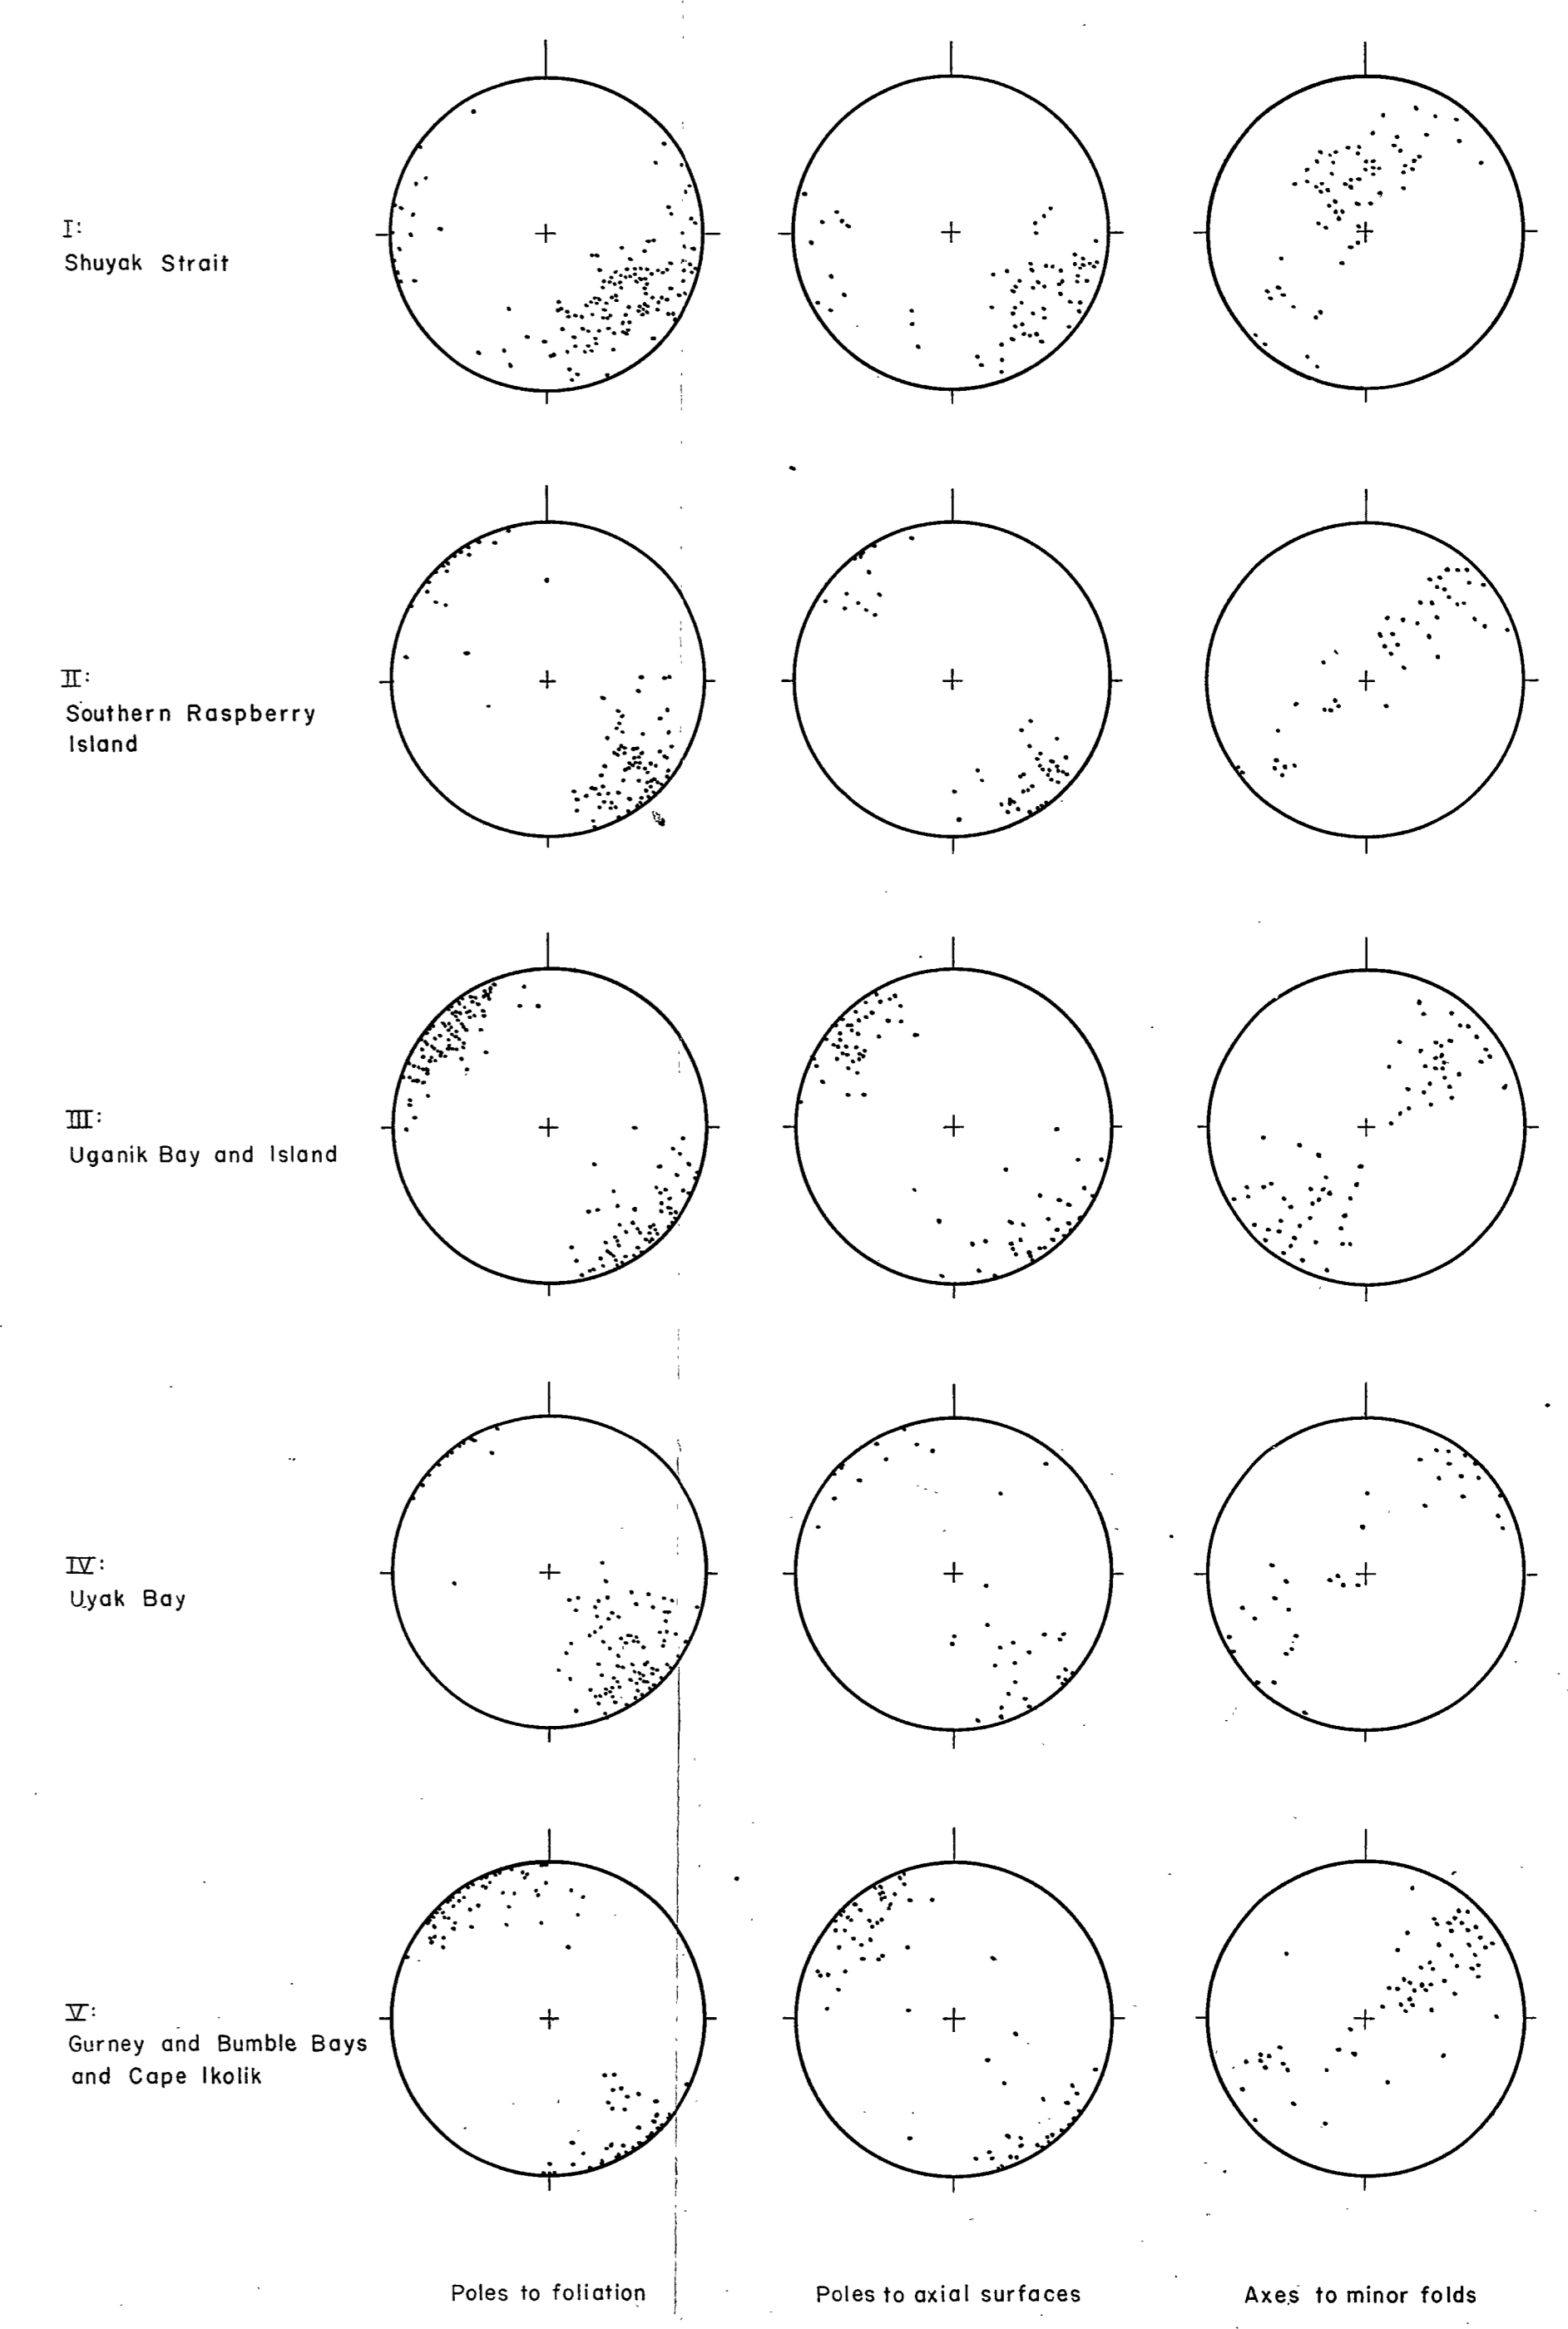 I:
Shuyak Strait
II:
Southern Raspberry
Island
III:
Uganik Bay and Island
IV:
Uyak Bay
V:
Gurney and Bumble Bays
and Cape Ikolik
Poles to foliation
Poles to axial surfaces
Axes to minor folds